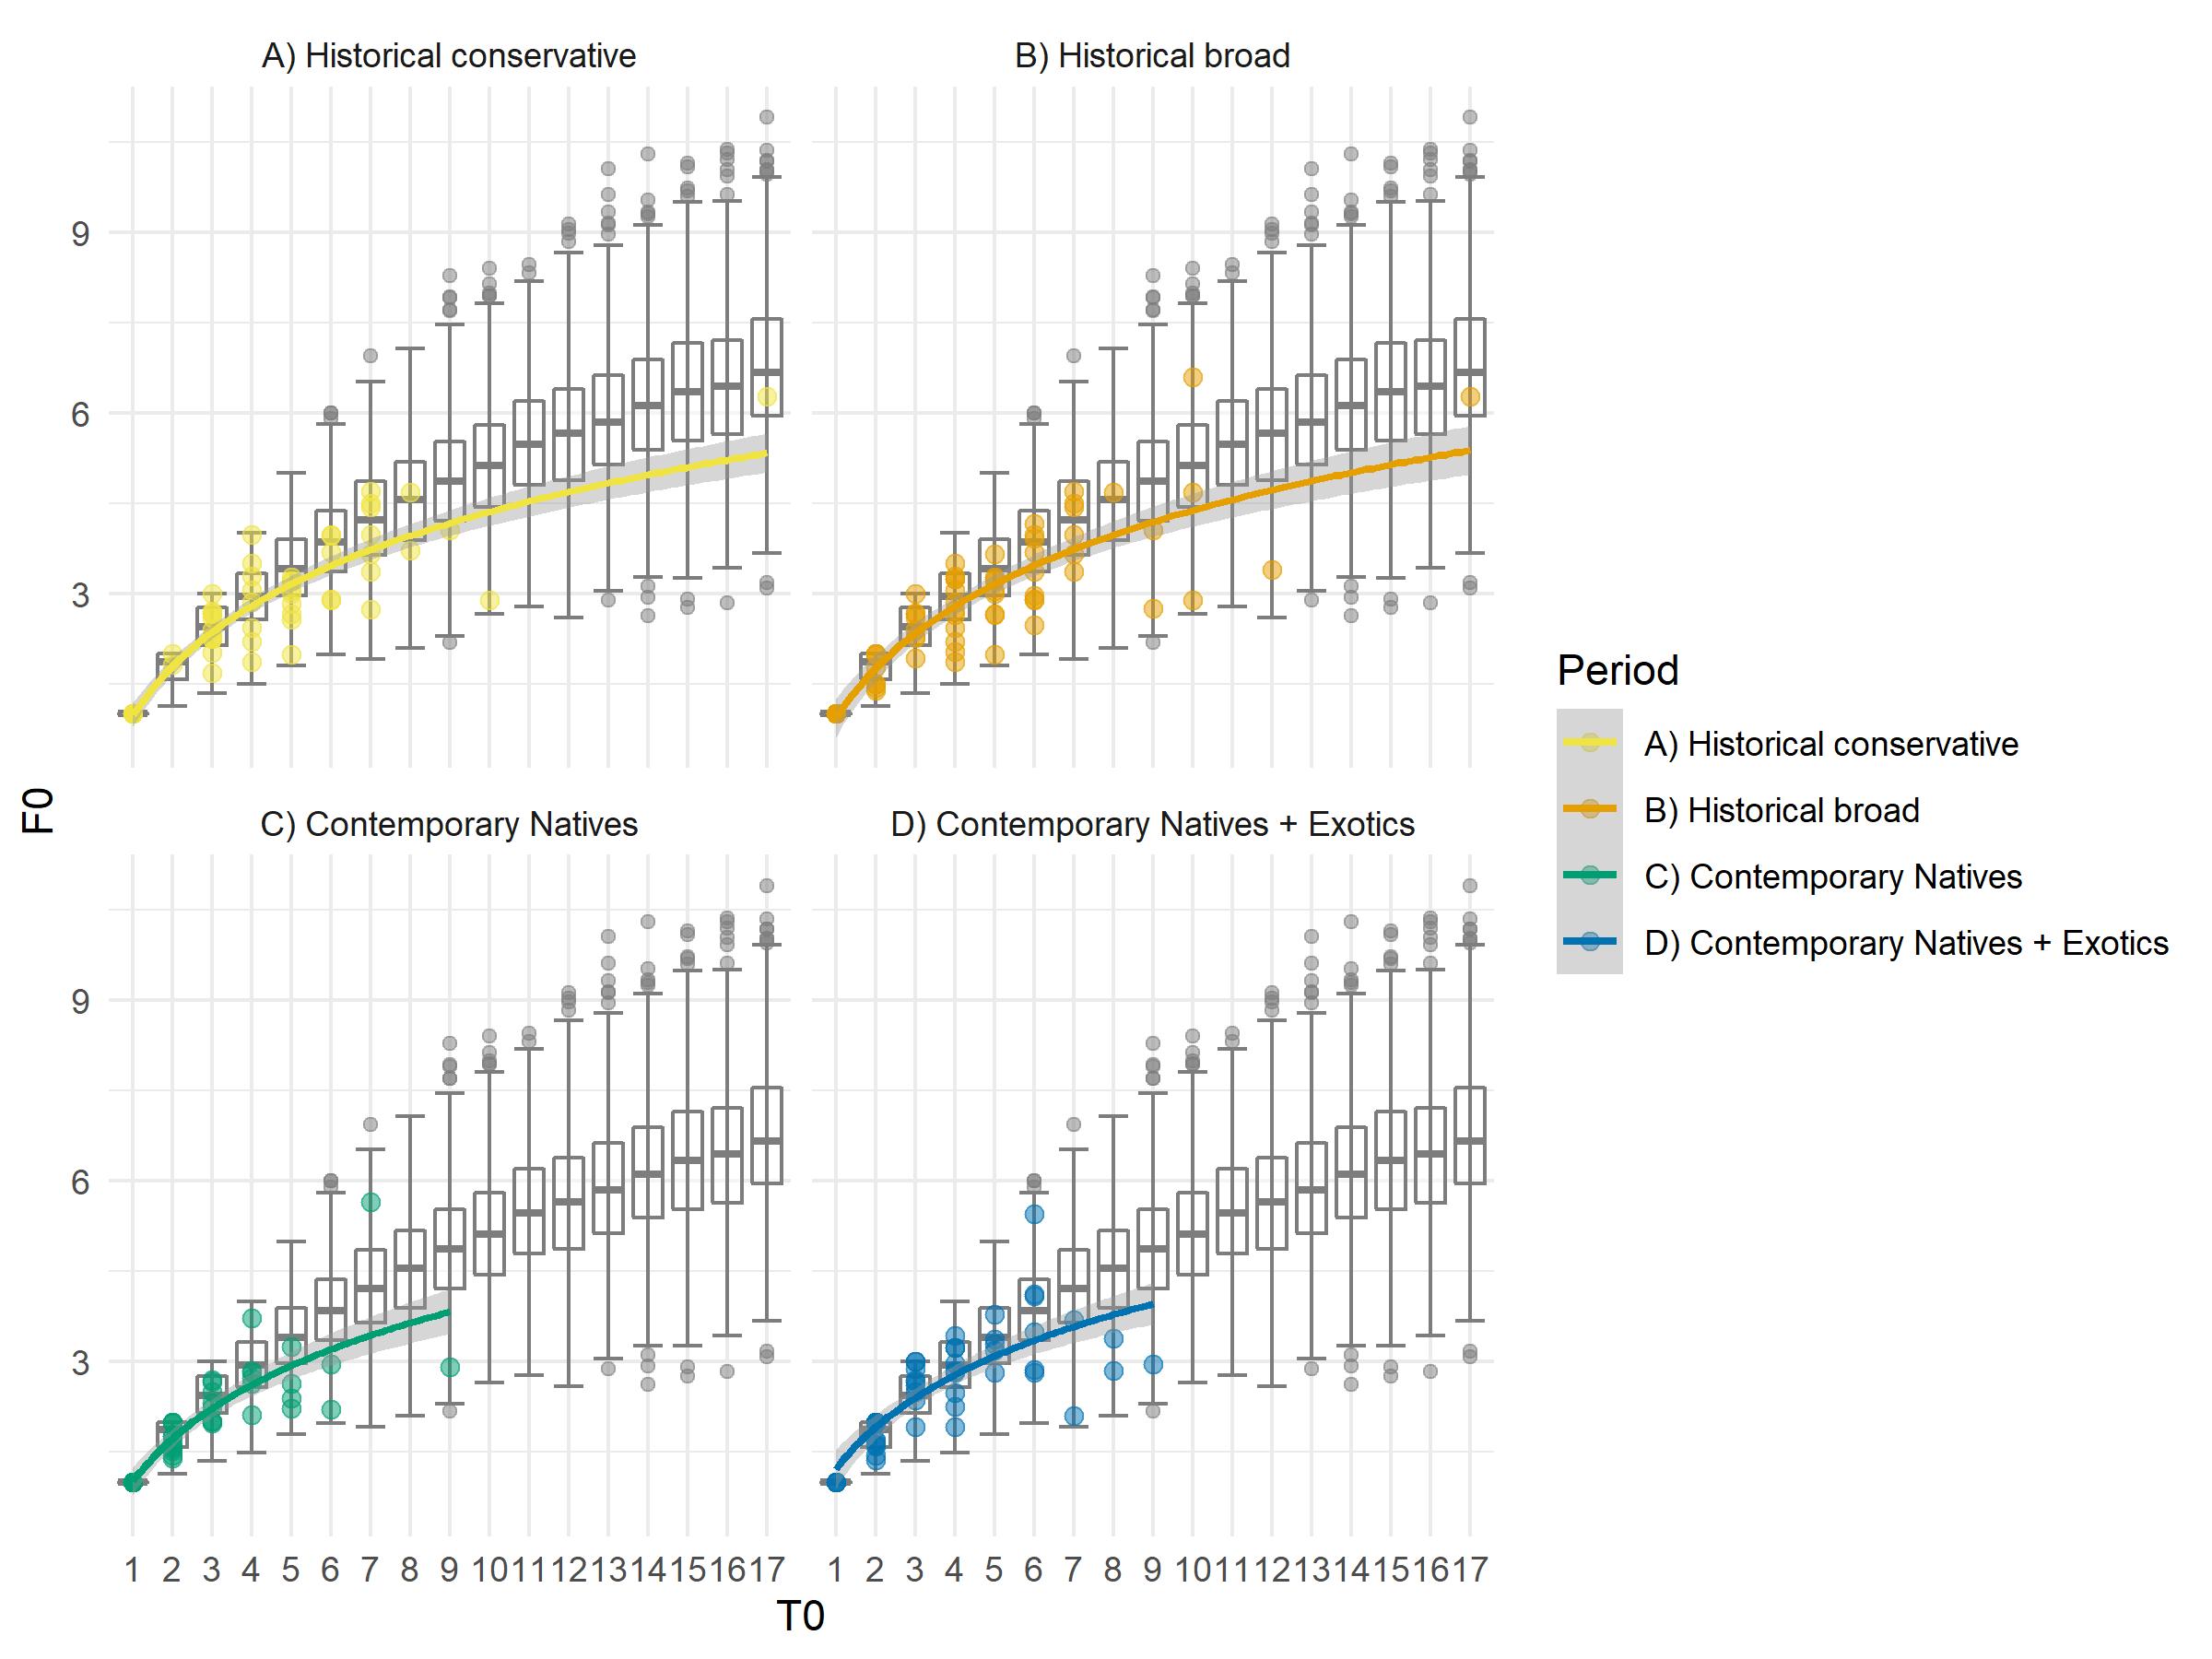 A) Historical conservative
B) Historical broad
9
6
3
C) Contemporary Natives
D) Contemporary Natives + Exotics
9
6
3
1 2 3 4 5 6 7 8 9 10 11 12 13 14 15 16 17
1 2 3 4 5 6 7 8 9 10 11 12 13 14 15 16 17
T0
F0
Period
A) Historical conservative
B) Historical broad
C) Contemporary Natives
D) Contemporary Natives + Exotics